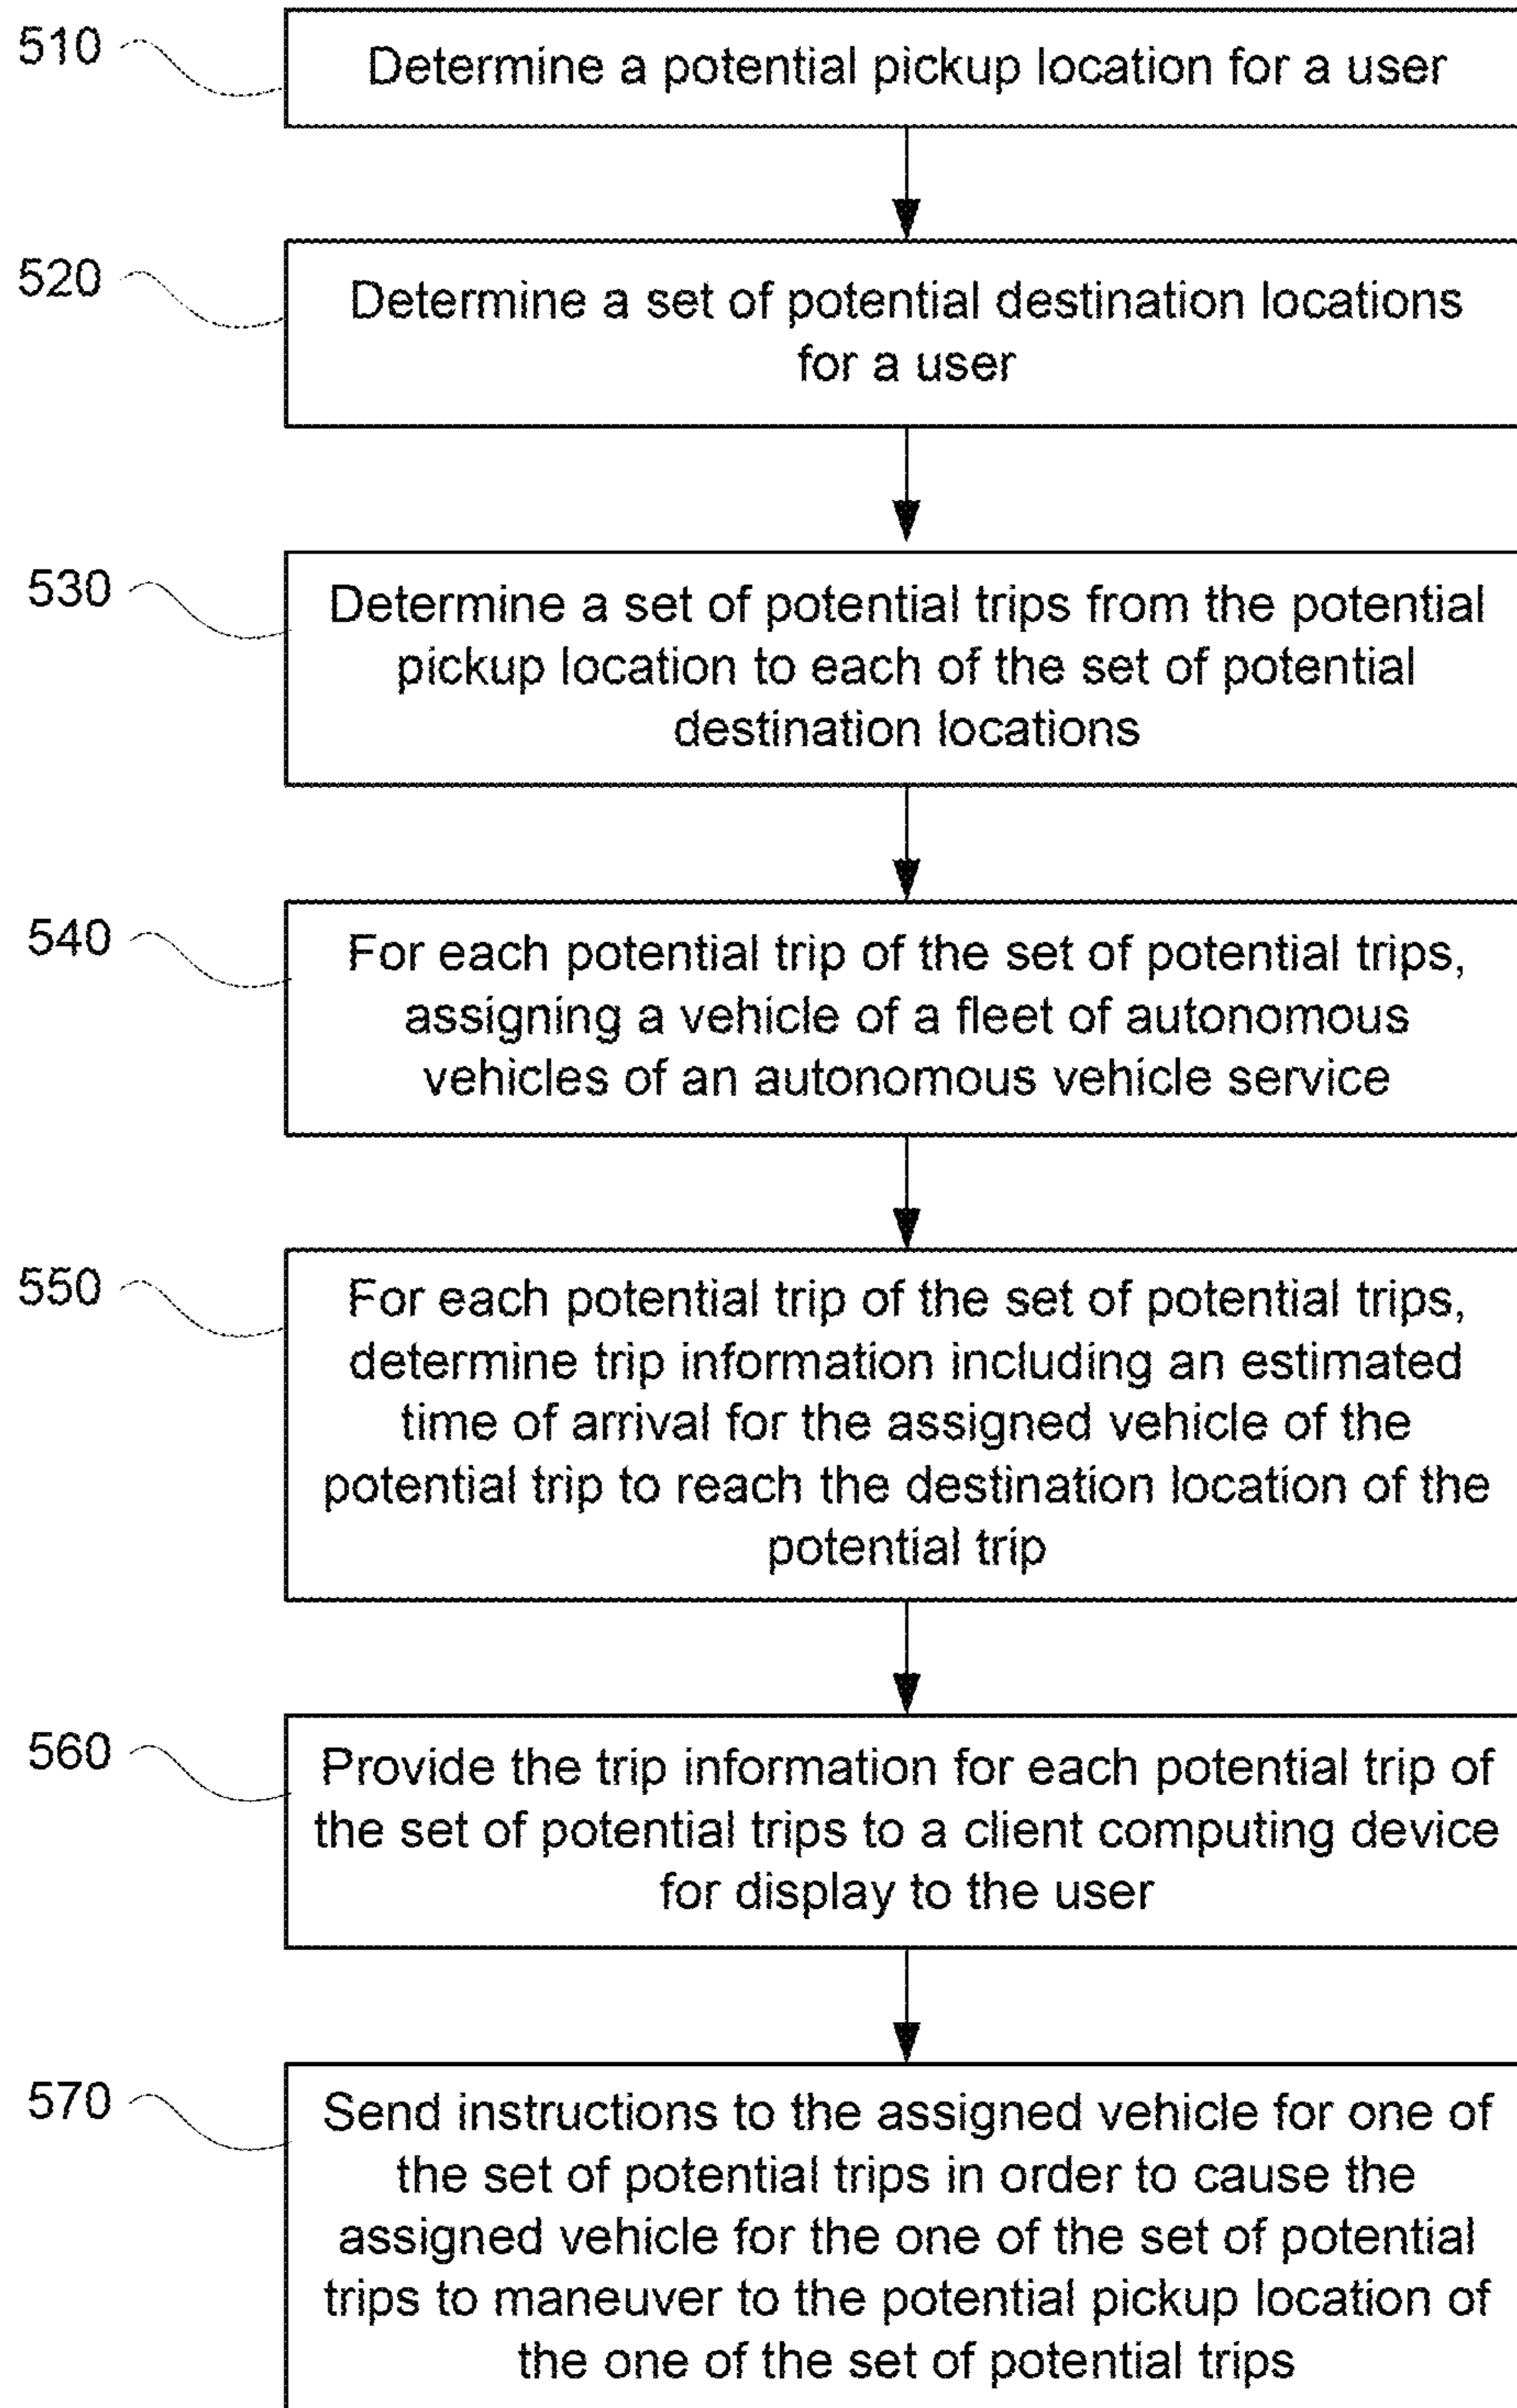 510
Determine a potential pickup location for a user
520
Determine a set of potential destination locations
for a user
530
Determine a set of potential trips from the potential
pickup location to each of the set of potential
destination locations
540
For each potential trip of the set of potential trips,
assigning a vehicle of a fleet of autonomous
vehicles of an autonomous vehicle service
550
For each potential trip of the set of potential trips,
determine trip information including an estimated
time of arrival for the assigned vehicle of the
potential trip to reach the destination location of the
potential trip
560
Provide the trip information for each potential trip of
the set of potential trips to a client computing device
for display to the user
570
Send instructions to the assigned vehicle for one of
the set of potential trips in order to cause the
assigned vehicle for the one of the set of potential
trips to maneuver to the potential pickup location of
the one of the set of potential trips